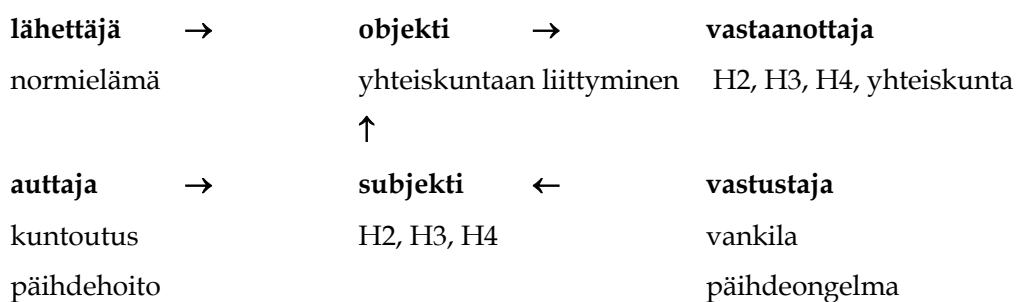 lähettäjä → objekti → vastaanottaja
normielämä yhteiskuntaan liittyminen H2, H3, H4, yhteiskunta
↑
auttaja → subjekti ← vastustaja
kuntoutus H2, H3, H4 vankila
päihdehoito päihdeongelma